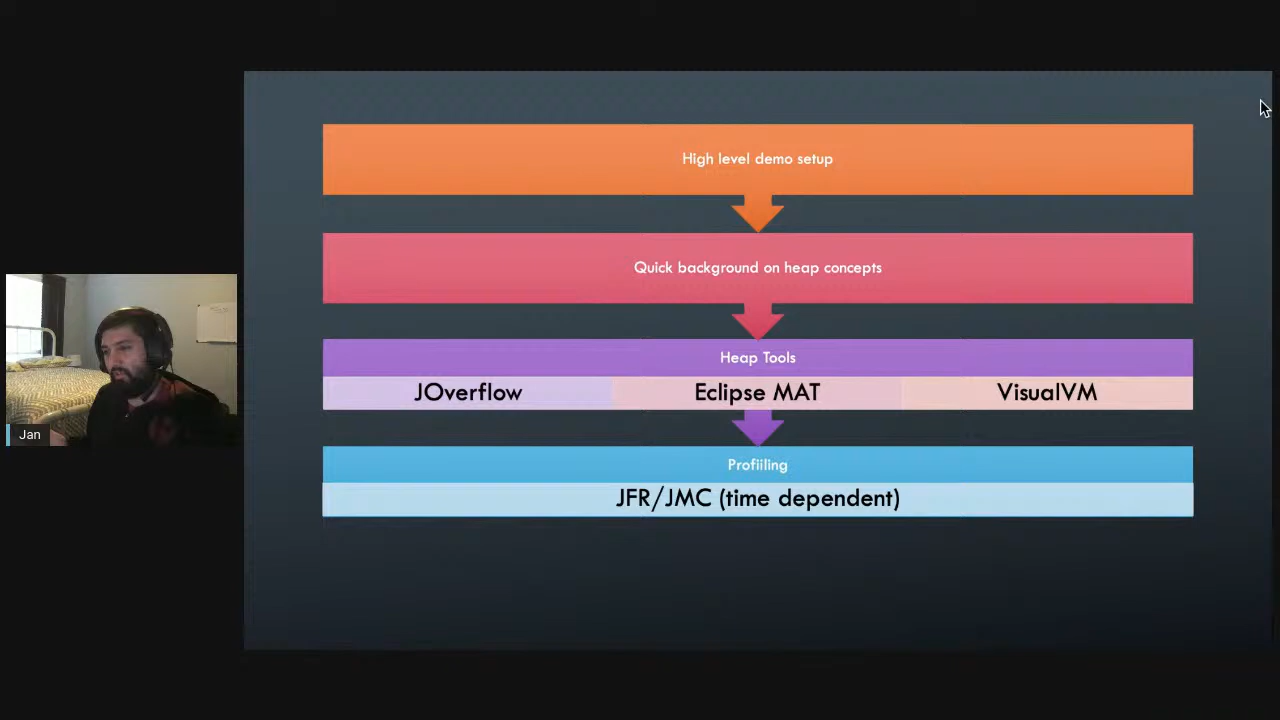 High level demo setup
Quick background on heap concepts
Heap Tools
JOverflow
Eclipse MAT
VisualVM
Profiiling
JFR/JMC (time dependent)
Jan